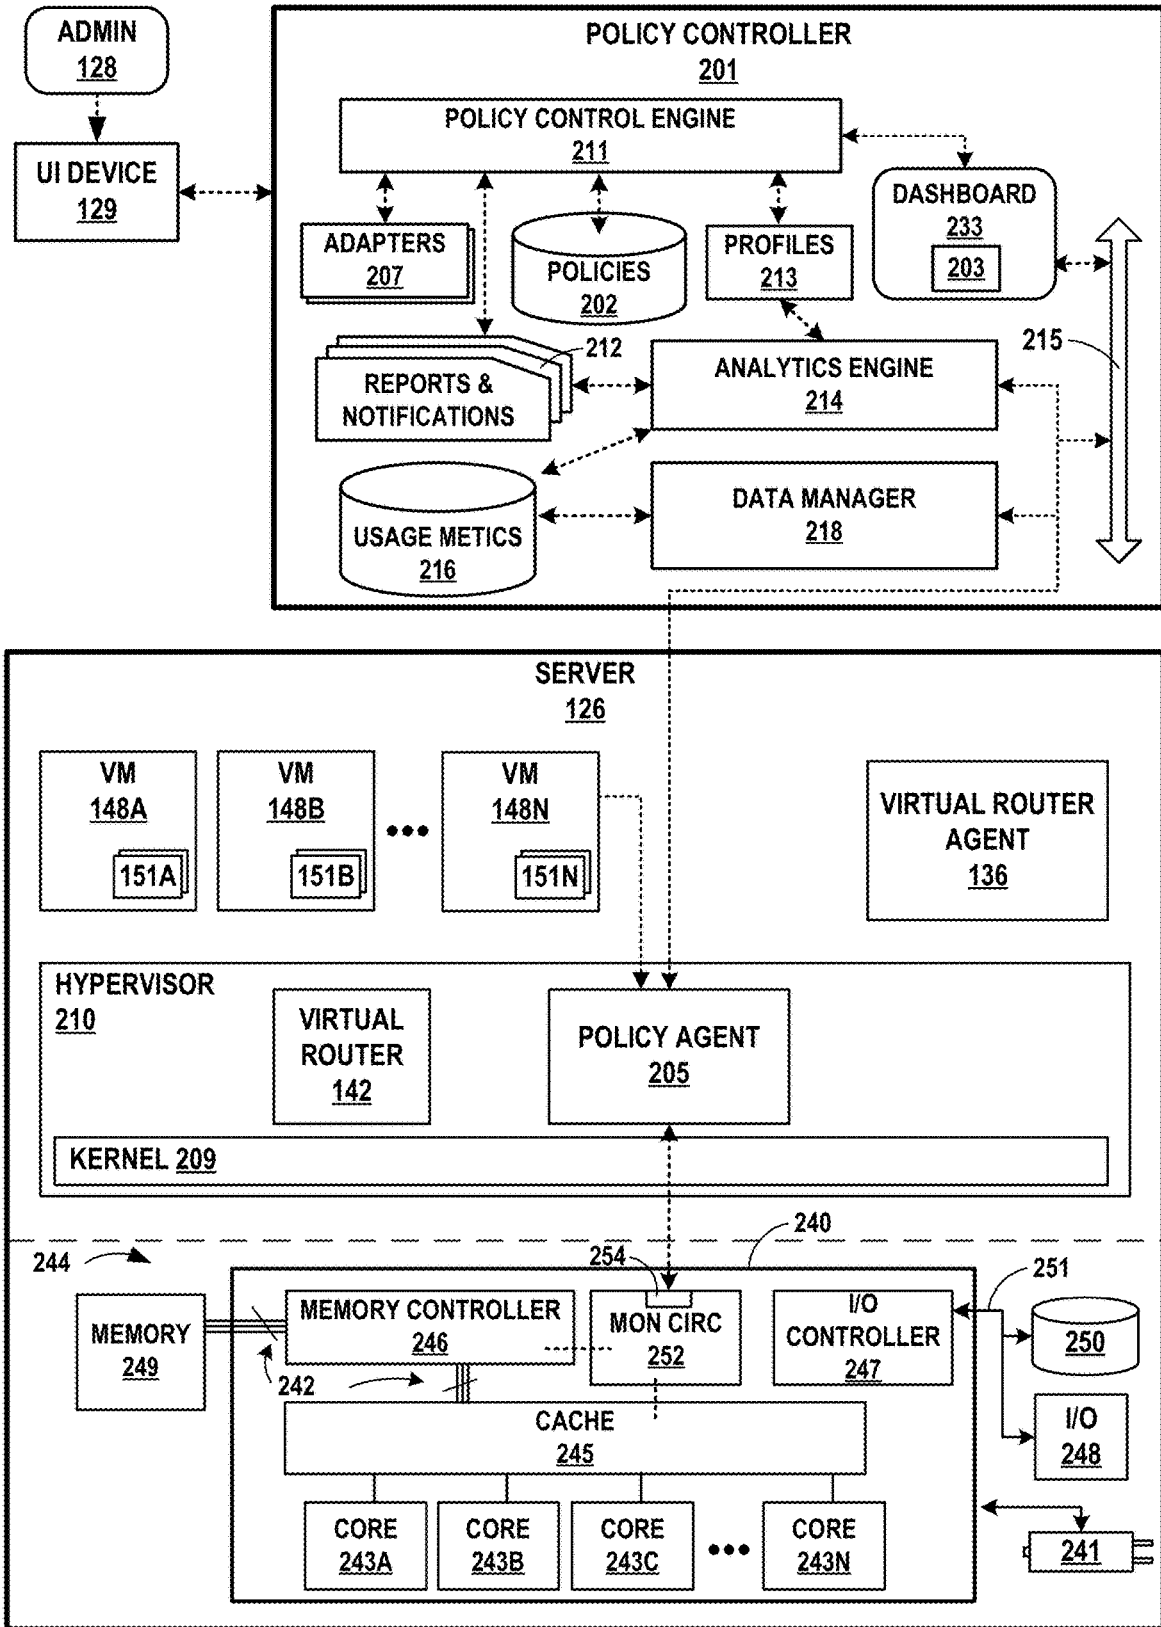 ADMIN
128
UI DEVICE
129
POLICY CONTROLLER
201
POLICY CONTROL ENGINE
211
ADAPTERS
207
POLICIES
202
PROFILES
213
DASHBOARD
233
203
212
REPORTS &
NOTIFICATIONS
ANALYTICS ENGINE
214
215
USAGE METICS
216
DATA MANAGER
218
SERVER
126
VM
148A
151A
VM
148B
151B
VM
148N
151N
VIRTUAL ROUTER
AGENT
136
HYPERVISOR
210
VIRTUAL
ROUTER
142
POLICY AGENT
205
KERNEL 209
244
240
254
251
MEMORY
249
MEMORY CONTROLLER
246
MON CIRC
252
I/O
CONTROLLER
247
250
242
CACHE
245
I/O
248
CORE
243A
CORE
243B
CORE
243C
CORE
243N
241